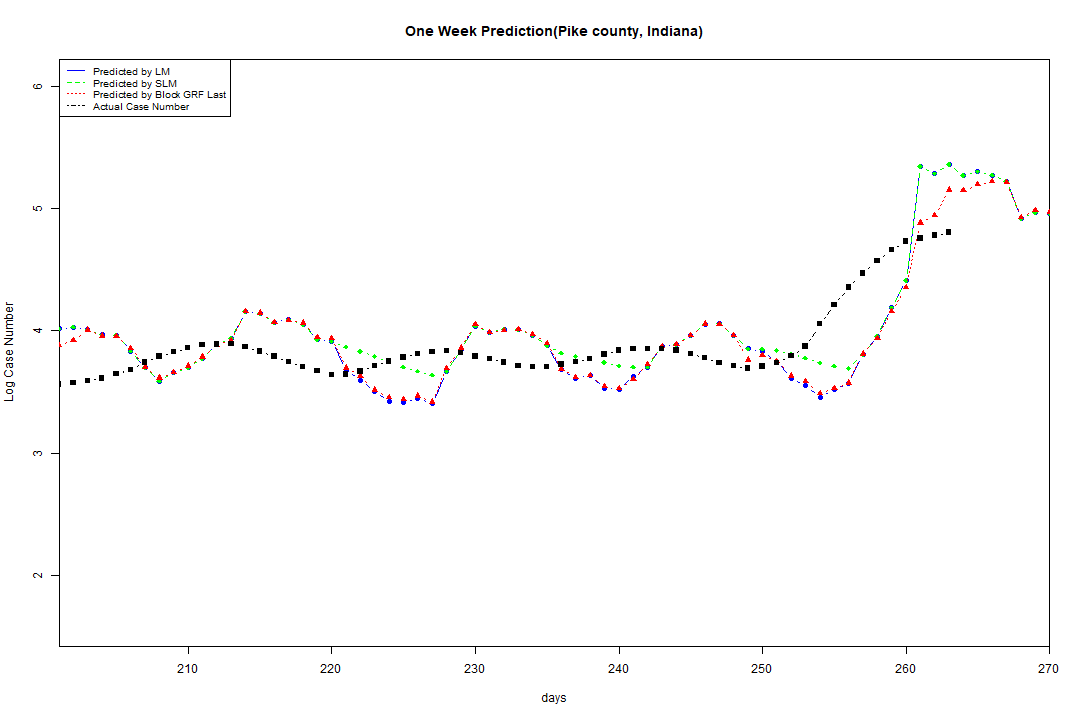 One Week Prediction(Pike county, Indiana)
Predicted by LM
Predicted by SLM
Predicted by Block GRF Last
Actual Case Number
6
5
4
3
2
Log Case Number
210 220 230 240 250 260 270
days